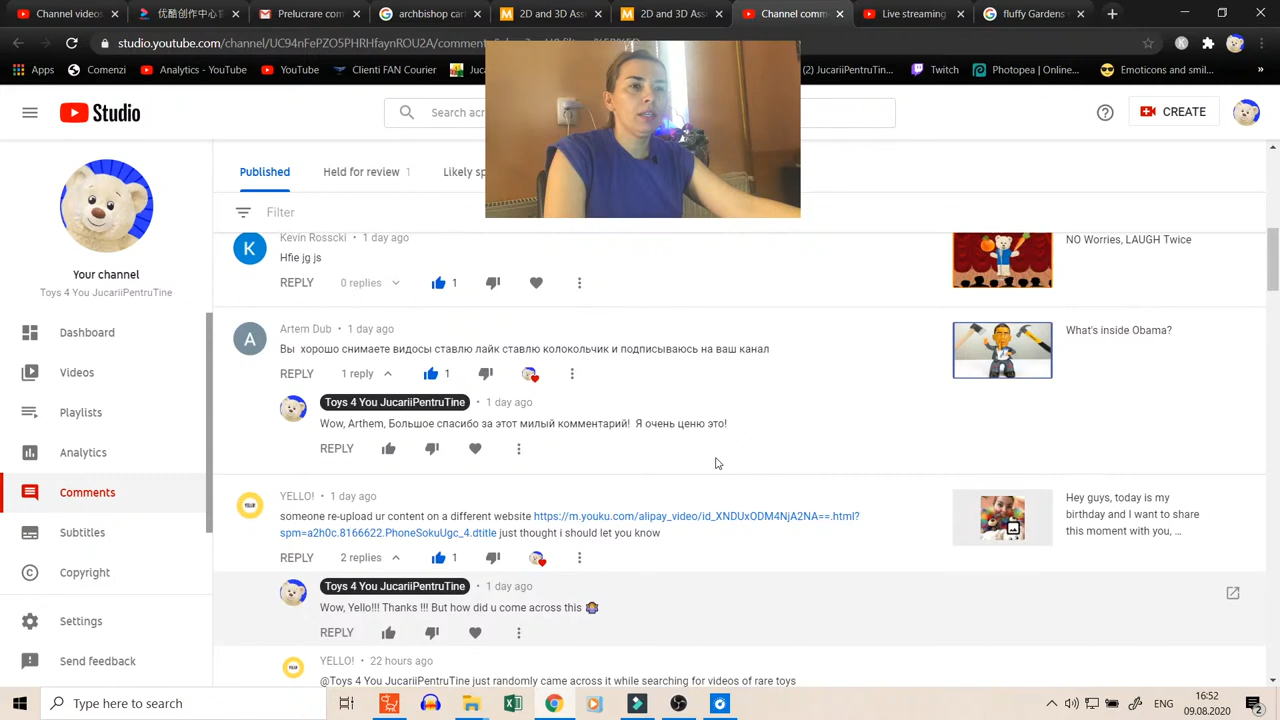 YouTube
优酷创作中心
Prelucrare com
archimboldo spi
2D and 3D Asse
2D and 3D Asse
Channel comm
Live streaming
fluffy Gardens
studio.youtube.com/channel/UC94nFePZO5PHRHfaynROU2A/comment
Apps
Comenzi
Analytics - YouTube
YouTube
Clienti FAN Courier
) JucariiPentruTin...
Twitch
Photopea | Online...
Emoticons and smil...
Studio
Search acr
CREATE
Published
Held for review 1
Likely sp
Filter
Your channel
Toys 4 You JucariiPentruTine
Dashboard
Videos
Playlists
Analytics
Comments
Subtitles
Copyright
Settings
Send feedback
K
Kevin Rosscki • 1 day ago
Hfie jg js
REPLY 0 replies 1
NO Worries, LAUGH Twice
A
Artem Dub • 1 day ago
Вы хорошо снимаете видосы ставлю лайк ставлю колокольчик и подписываюсь на ваш канал
REPLY 1 reply 1
What's inside Obama?
Toys 4 You JucariiPentruTine • 1 day ago
Wow, Arthem, Большое спасибо за этот милый комментарий! Я очень ценю это!
REPLY
YELLO! • 1 day ago
someone re-upload ur content on a different website https://m.youku.com/alipay_video/id_XNDUxODM4NjA2NA==.html?
spm=a2h0c.8166622.PhoneSokuUgc_4.dtitle just thought i should let you know
REPLY 2 replies 1
Hey guys, today is my
birthday and I want to share
this moment with you, ...
Toys 4 You JucariiPentruTine • 1 day ago
Wow, Yello!!! Thanks !!! But how did u come across this
REPLY
YELLO! • 22 hours ago
@Toys 4 You JucariiPentruTine just randomly came across it while searching for videos of rare toys
Type here to search
ENG
16:52
09.08.2020
2